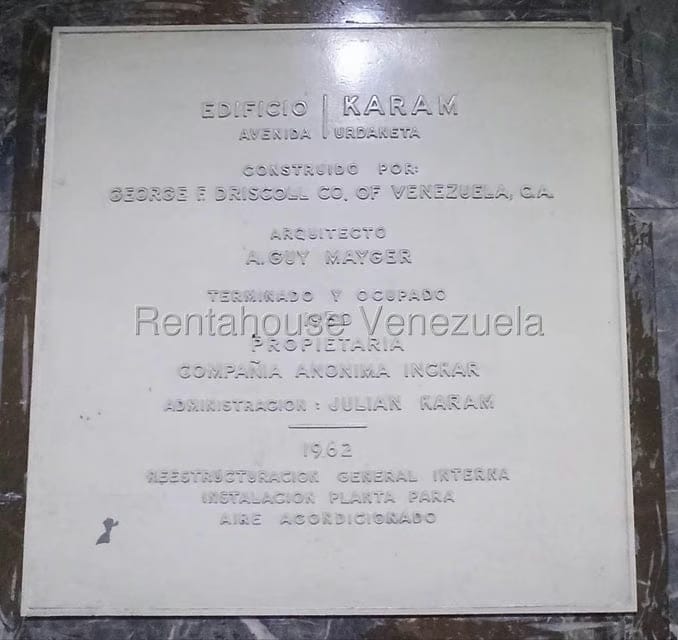 EDIFICIO | KARAM
AVENIDA | URDANETA
CONSTRUIDO POR:
GEORGE F. DRISCOLL CO. OF VENEZUELA, C.A.
ARQUITECTO
A. GUY MAYGER
TERMINADO Y OCUPADO
Rentahouse Venezuela
PROPIETARIA
COMPAÑIA ANONIMA INCKAR
ADMINISTRACION : JULIAN KARAM
1962
REESTRUCTURACION GENERAL INTERNA
INSTALACION PLANTA PARA
AIRE ACONDICIONADO